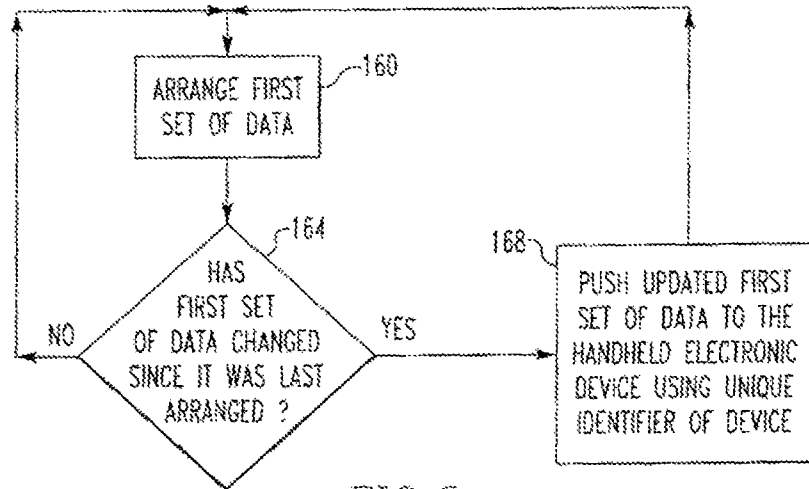 ARRANGE FIRST
SET OF DATA
160
HAS
FIRST SET
OF DATA CHANGED
SINCE IT WAS LAST
ARRANGED ?
164
NO
YES
168
PUSH UPDATED FIRST
SET OF DATA TO THE
HANDHELD ELECTRONIC
DEVICE USING UNIQUE
IDENTIFIER OF DEVICE